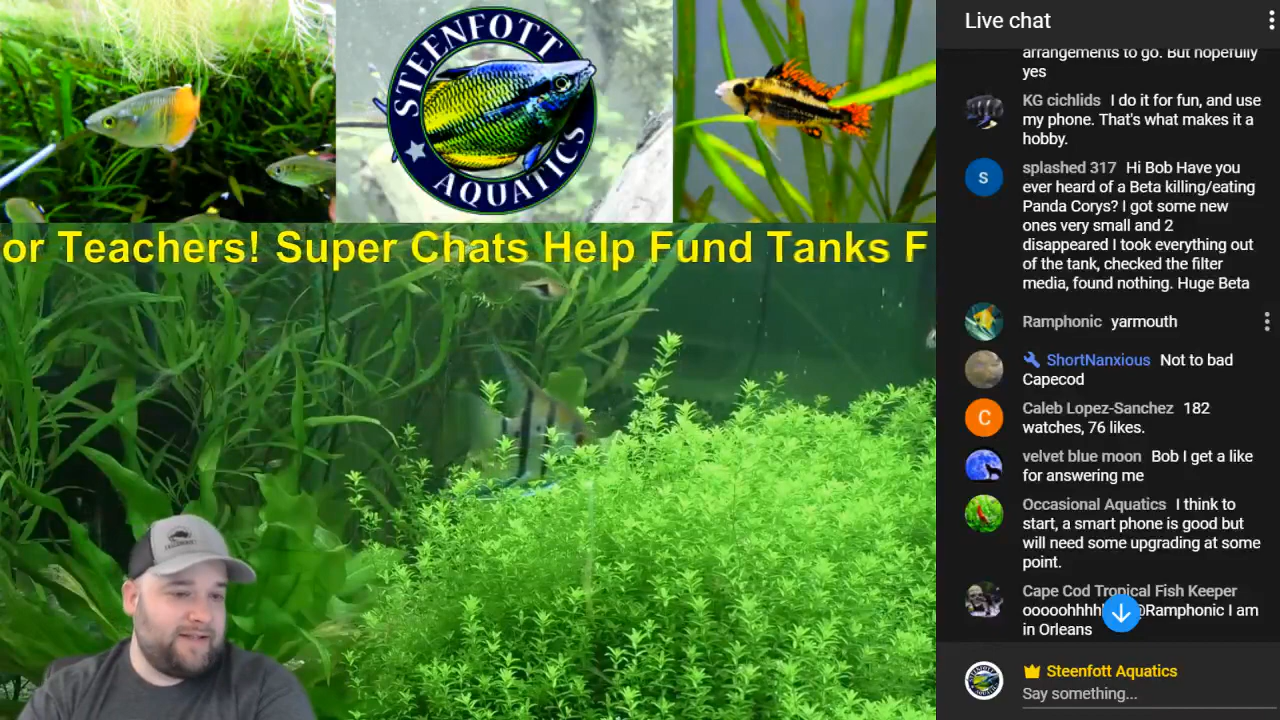 STEENFOTT
AQUATICS
or Teachers! Super Chats Help Fund Tanks F
Live chat
arrangements to go. But hopefully
yes
KG cichlids I do it for fun, and use
my phone. That's what makes it a
hobby.
S
splashed 317 Hi Bob Have you
ever heard of a Beta killing/eating
Panda Corys? I got some new
ones very small and 2
disappeared I took everything out
of the tank, checked the filter
media, found nothing. Huge Beta
Ramphonic yarmouth
ShortNanxious Not to bad
Capecod
C
Caleb Lopez-Sanchez 182
watches, 76 likes.
velvet blue moon Bob I get a like
for answering me
Occasional Aquatics I think to
start, a smart phone is good but
will need some upgrading at some
point.
Cape Cod Tropical Fish Keeper
ooooohhhh @Ramphonic I am
in Orleans
Steenfott Aquatics
Say something...